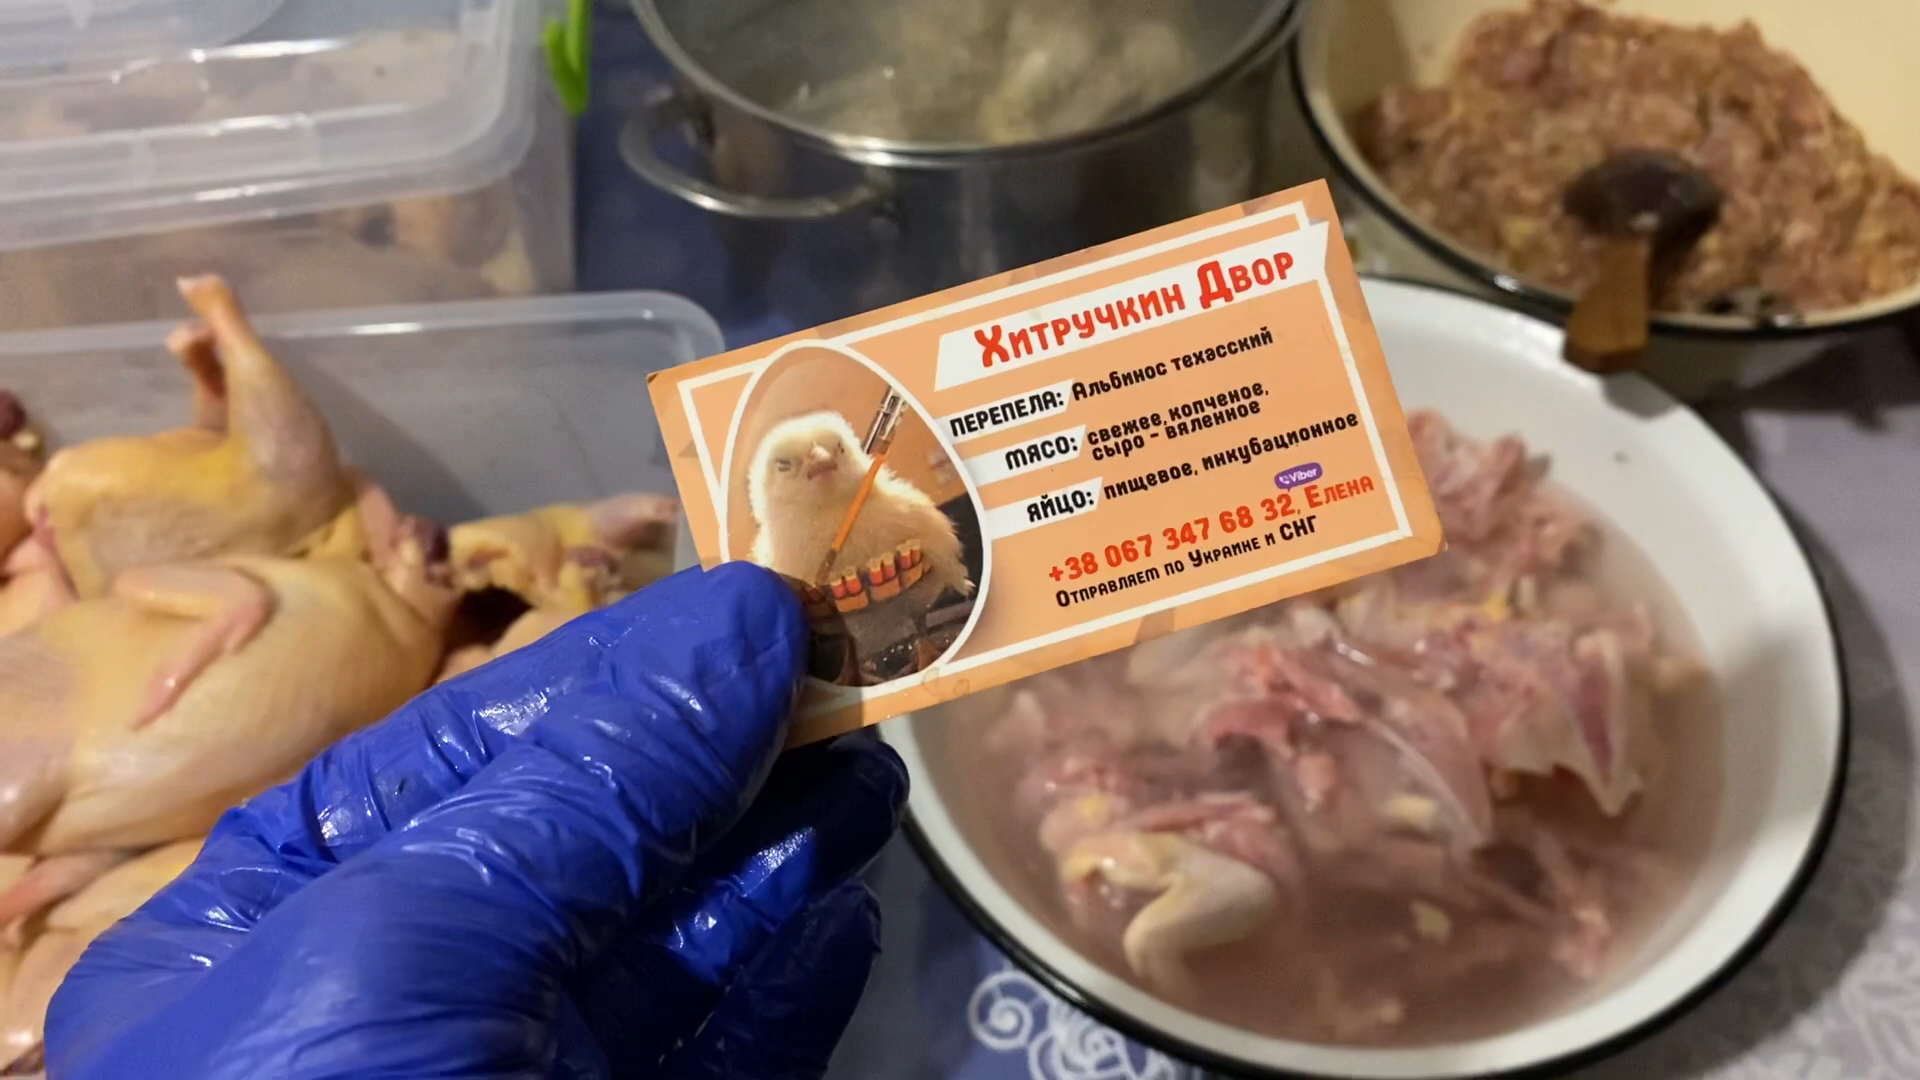 Хитручкин Двор
ПЕРЕПЕЛА: Альбинос техасский
МЯСО: свежее, копченое,
сыро - вяленное
ЯЙЦО: пищевое, инкубационное
Viber
+38 067 347 68 32, Елена
Отправляем по Украине и СНГ